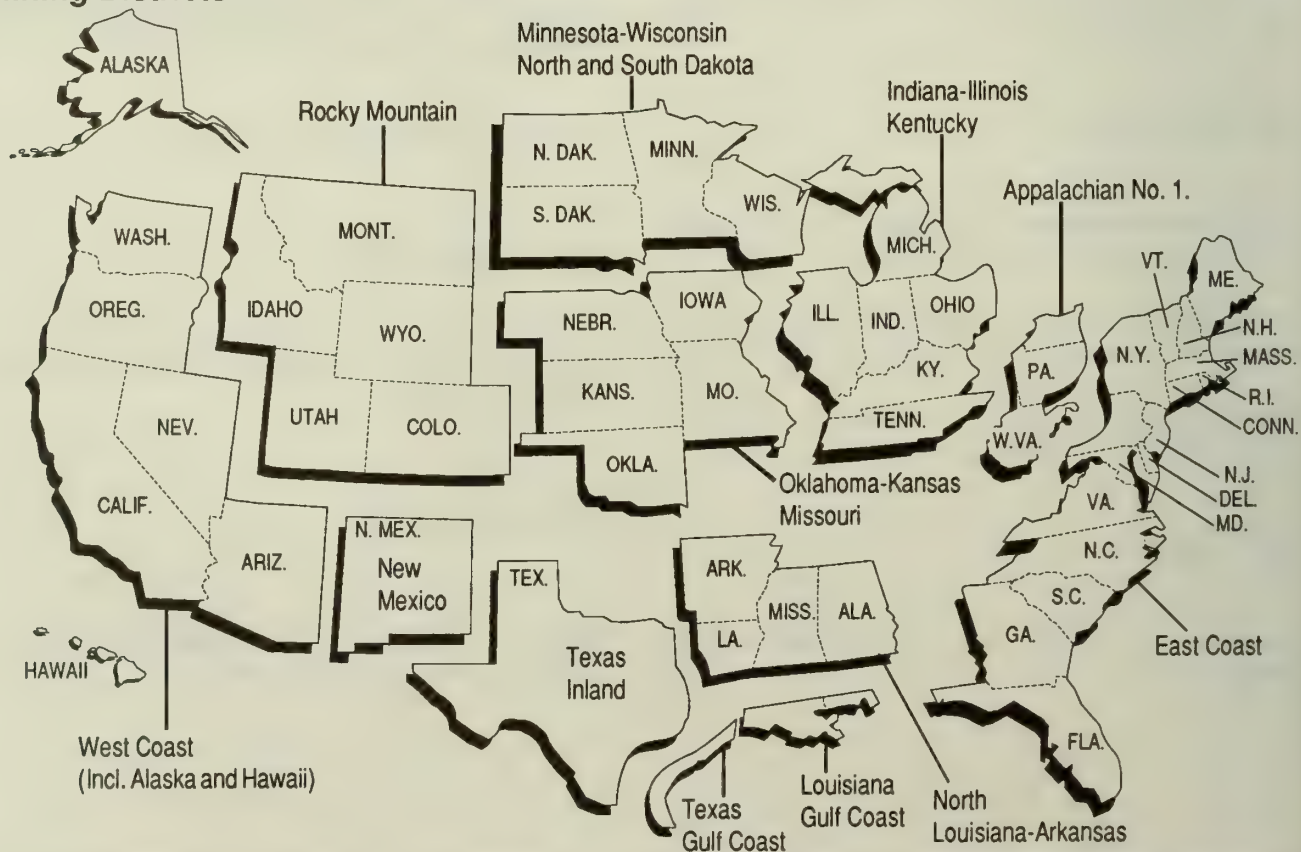 ALASKA
Minnesota-Wisconsin
North and South Dakota
Rocky Mountain
Indiana-Illinois
Kentucky
Appalachian No. 1.
N. DAK.
MINN.
S. DAK.
WIS.
WASH.
MONT.
MICH.
VT.
ME.
OREG.
IDAHO
WYO.
NEBR.
IOWA
ILL.
IND.
OHIO
N.Y.
N.H.
MASS.
PA.
KY.
R.I.
CONN.
NEV.
UTAH
COLO.
KANS.
MO.
TENN.
W.VA.
OKLA.
N.J.
DEL.
MD.
Oklahoma-Kansas
Missouri
CALIF.
VA.
N.C.
ARIZ.
N. MEX.
New
Mexico
TEX.
ARK.
MISS.
ALA.
LA.
S.C.
GA.
East Coast
HAWAII
Texas
Inland
FLA.
West Coast
(Incl. Alaska and Hawaii)
Texas
Gulf Coast
Louisiana
Gulf Coast
North
Louisiana-Arkansas